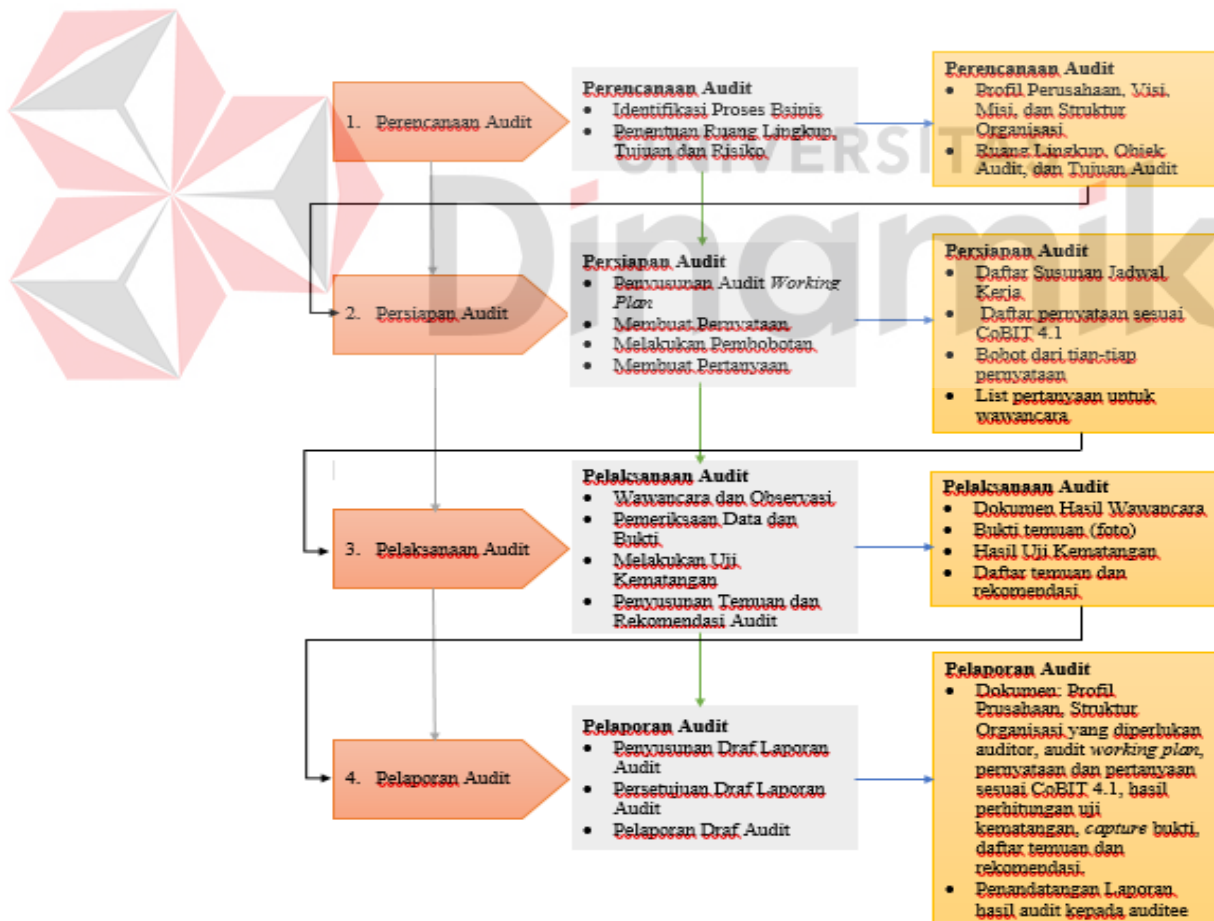 1. Perencanaan Audit
Perencanaan Audit
• Identifikasi Proses Bsinis
• Penentuan Ruang Lingkup,
Tujuan dan Risiko.
Perencanaan Audit
• Profil Perusahaan, Visi,
Misi, dan Struktur
Organisasi
• Ruang Lingkup, Objek
Audit, dan Tujuan Audit
UNIVERSIT
Dinamik
2. Persiapan Audit
Persiapan Audit
• Penyusunan Audit Working
Plan
• Membuat Pernyataan
• Melakukan Pembobotan
• Membuat Pertanyaan
Persiapan Audit
• Daftar Susunan Jadwal
Kerja
• Daftar pernyataan sesuai
CoBIT 4.1
• Bobot dari tiap-tiap
pernyataan
• List pertanyaan untuk
wawancara
3. Pelaksanaan Audit
Pelaksanaan Audit
• Wawancara dan Observasi
• Pemeriksaan Data dan
Bukti
• Melakukan Uji
Kematangan
• Penyusunan Temuan dan
Rekomendasi Audit
Pelaksanaan Audit
• Dokumen Hasil Wawancara
• Bukti temuan (foto)
• Hasil Uji Kematangan
• Daftar temuan dan
rekomendasi
4. Pelaporan Audit
Pelaporan Audit
• Penyusunan Draf Laporan
Audit
• Persetujuan Draf Laporan
Audit
• Pelaporan Draf Audit
Pelaporan Audit
• Dokumen: Profil
Prusahaan, Struktur
Organisasi yang diperlukan
auditor, audit working plan,
pernyataan dan pertanyaan
sesuai CoBIT 4.1, hasil
perhitungan uji
kematangan, capture bukti,
daftar temuan dan
rekomendasi.
• Penandatangan Laporan
hasil audit kepada auditee